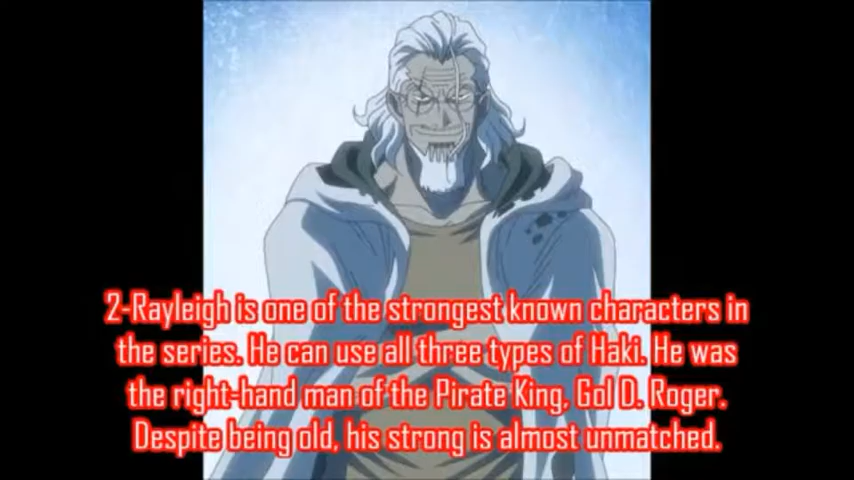 2-Rayleigh is one of the strongest known characters in
the series. He can use all three types of Haki. He was
the right-hand man of the Pirate King, Gol D. Roger.
Despite being old, his strong is almost unmatched.